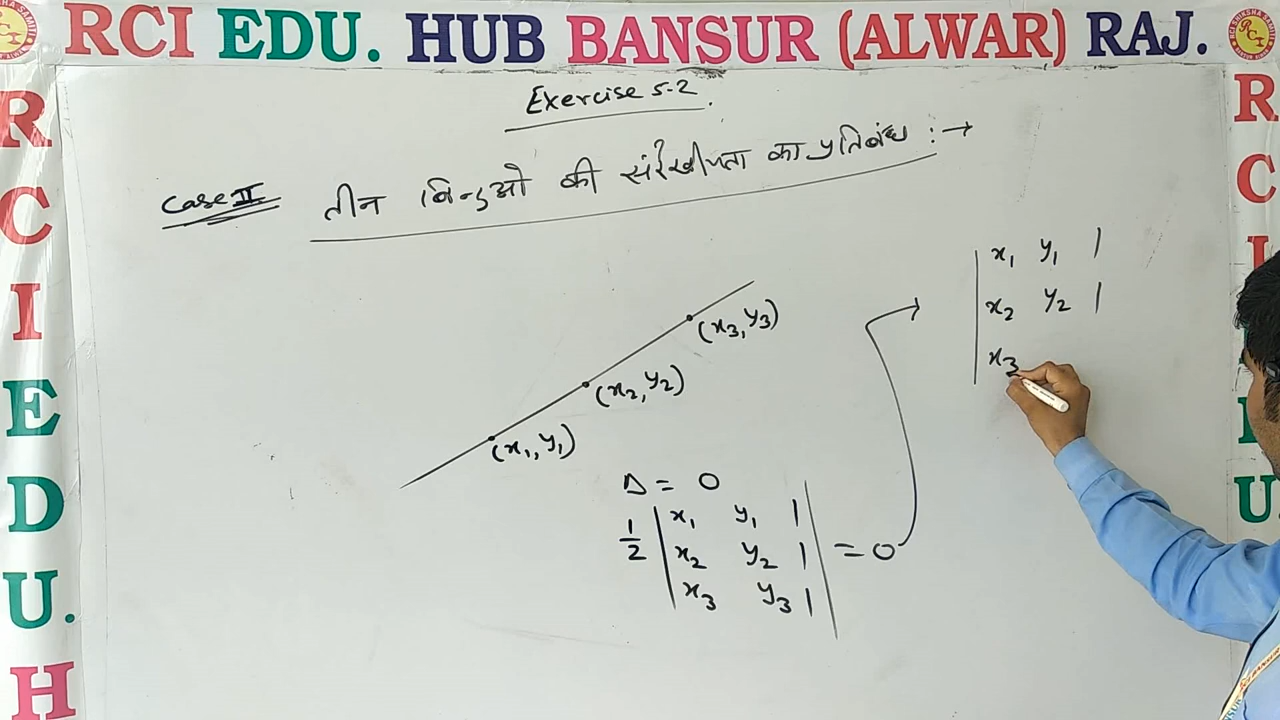 RCI EDU. HUB BANSUR (ALWAR) RAJ.
Exercise 5.2
Case II तीन बिन्दुओ की संरेखीयता का प्रतिबंध :→
(x₃, y₃)
(x₂, y₂)
(x₁, y₁)
Δ = 0
1/2 | x₁ y₁ 1 |
| x₂ y₂ 1 | = 0
| x₃ y₃ 1 |
| x₁ y₁ 1
| x₂ y₂ 1
| x₃
R
C
I
E
D
U.
H
R
C
I
U.